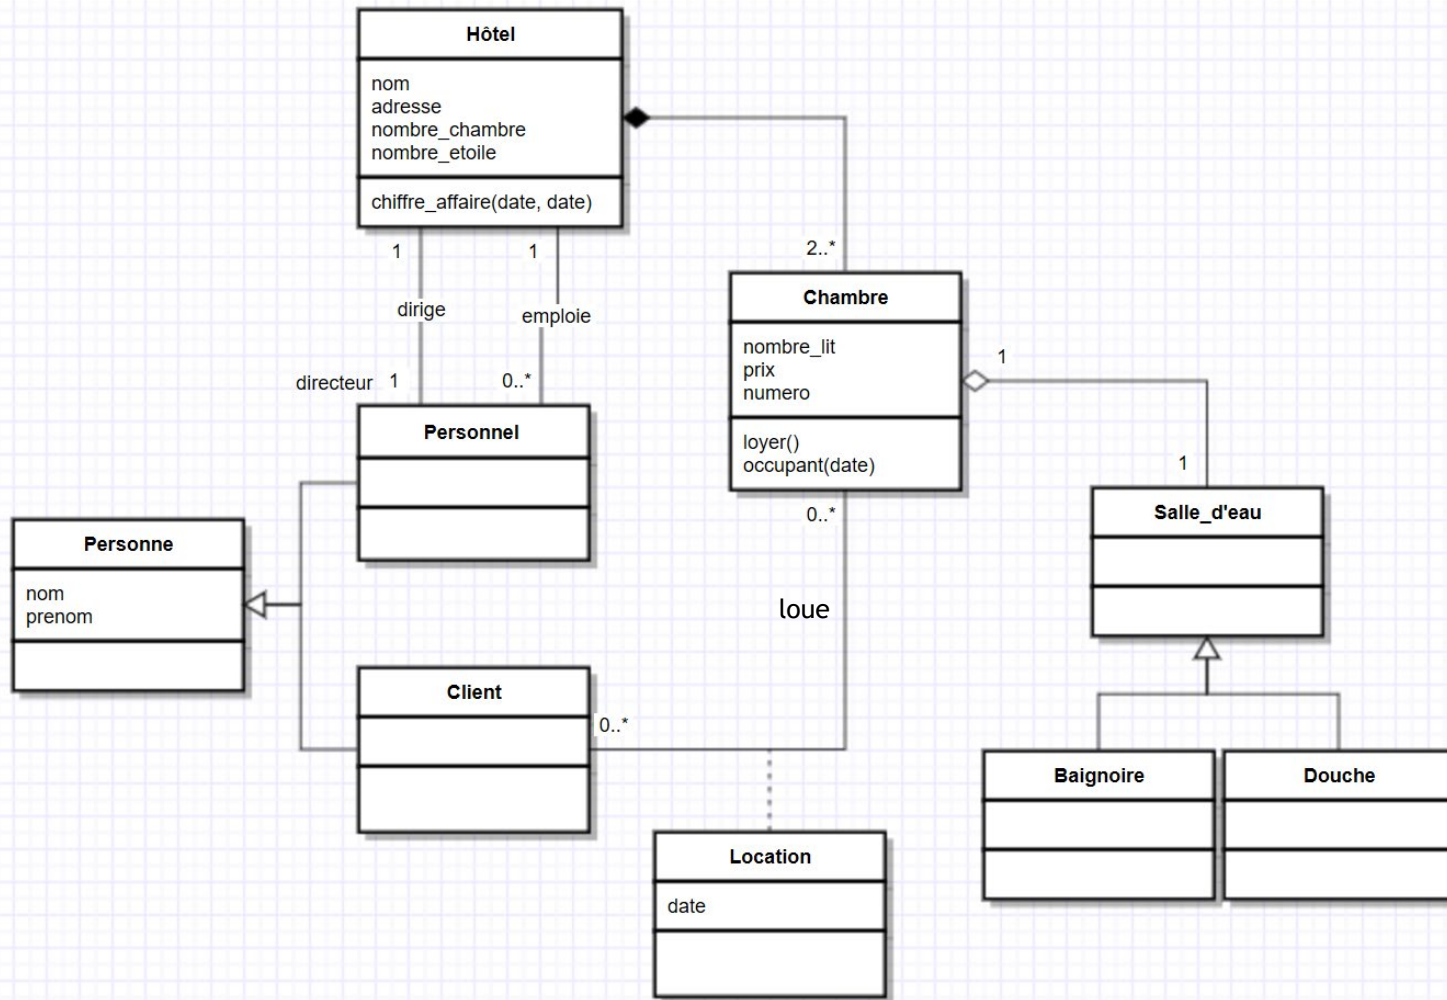 Hôtel
nom
adresse
nombre_chambre
nombre_etoile
chiffre_affaire(date, date)
1
1
dirige
emploie
directeur 1
0..*
2..*
Chambre
nombre_lit
prix
numero
loyer()
occupant(date)
1
1
Salle_d'eau
Personnel
Personne
nom
prenom
0..*
loue
Client
0..*
Baignoire
Douche
Location
date